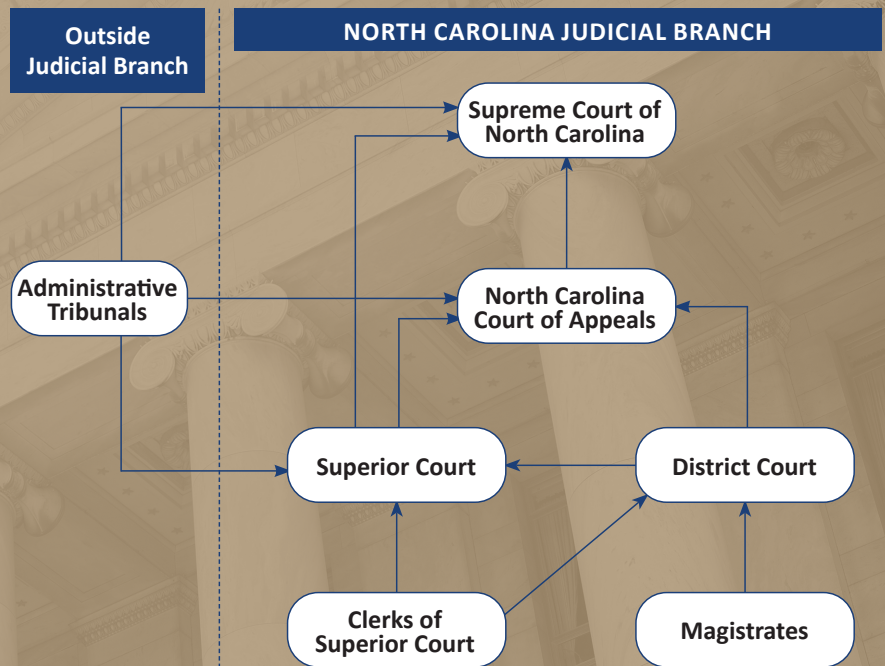 Outside
Judicial Branch
NORTH CAROLINA JUDICIAL BRANCH
Supreme Court of
North Carolina
Administrative
Tribunals
North Carolina
Court of Appeals
Superior Court
District Court
Clerks of
Superior Court
Magistrates